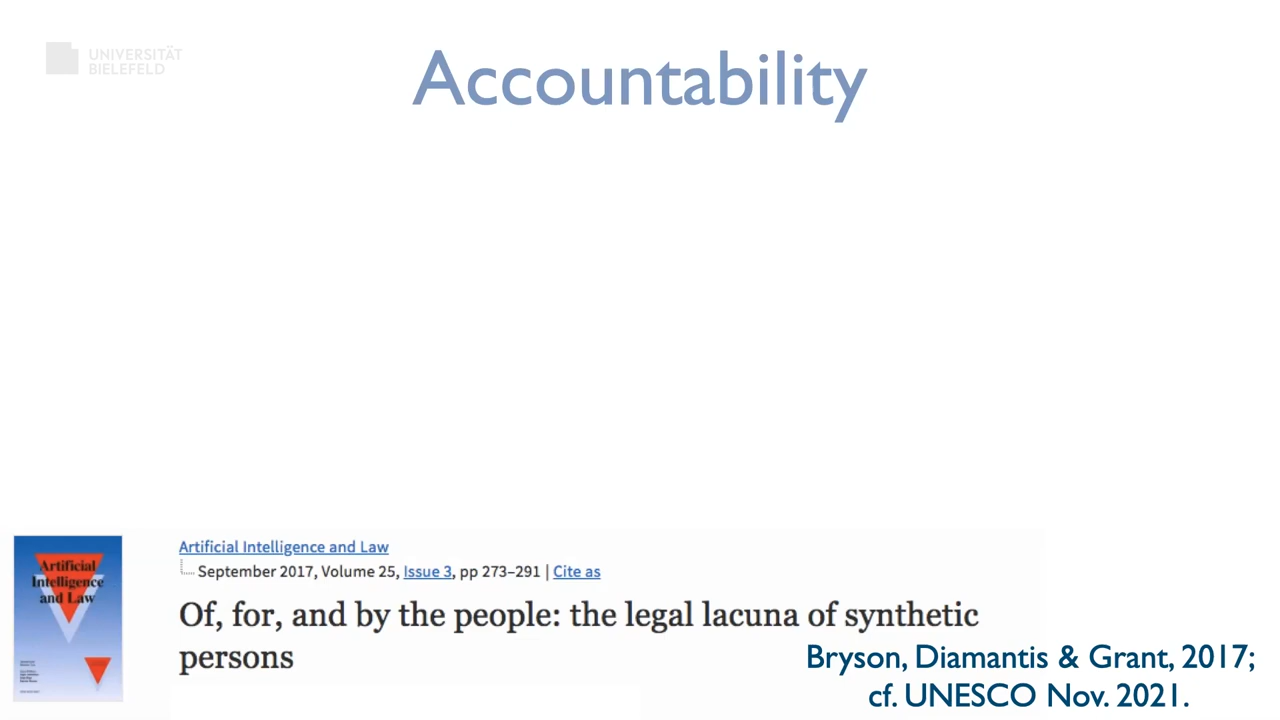 UNIVERSITÄT
BIELEFELD
Accountability
Artificial Intelligence and Law
September 2017, Volume 25, Issue 3, pp 273–291 | Cite as
Of, for, and by the people: the legal lacuna of synthetic
persons
Artificial
Intelligence
and Law
Bryson, Diamantis & Grant, 2017;
cf. UNESCO Nov. 2021.